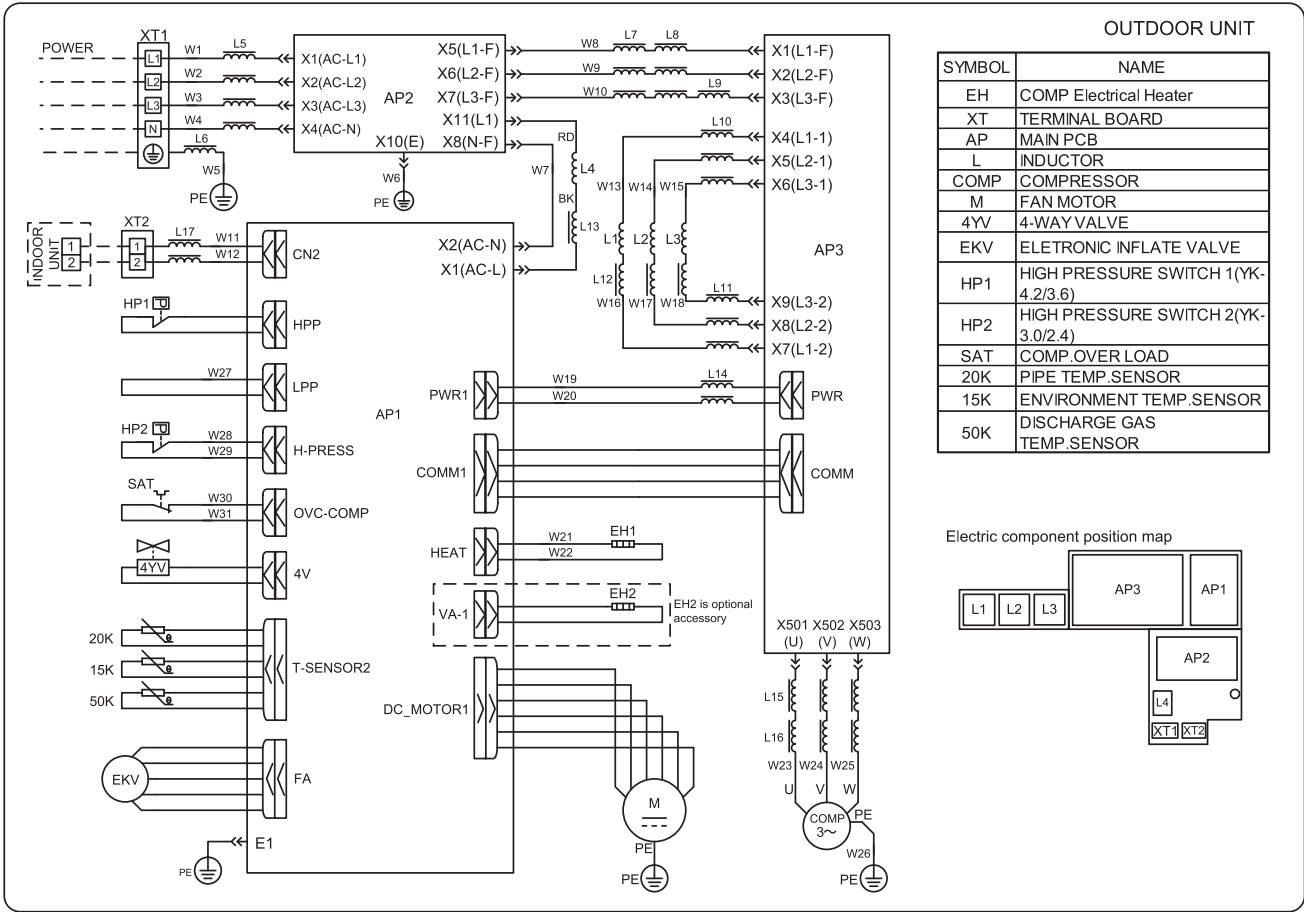 OUTDOOR UNIT
SYMBOL NAME
EH COMP Electrical Heater
XT TERMINAL BOARD
AP MAIN PCB
L INDUCTOR
COMP COMPRESSOR
M FAN MOTOR
4YV 4-WAY VALVE
EKV ELETRONIC INFLATE VALVE
HP1 HIGH PRESSURE SWITCH 1(YK-
4.2/3.6)
HP2 HIGH PRESSURE SWITCH 2(YK-
3.0/2.4)
SAT COMP.OVER LOAD
20K PIPE TEMP.SENSOR
15K ENVIRONMENT TEMP.SENSOR
50K DISCHARGE GAS
TEMP.SENSOR
POWER
XT1
L1 W1 L5 X1(AC-L1)
L2 W2 X2(AC-L2)
L3 W3 X3(AC-L3)
N W4 X4(AC-N)
L6
W5
PE
AP2
X5(L1-F)
X6(L2-F)
X7(L3-F)
X11(L1)
X10(E) X8(N-F)
W6
PE
W7
RD
L4
BK
L13
W8 L7 L8 X1(L1-F)
W9 X2(L2-F)
W10 L9 X3(L3-F)
L10 X4(L1-1)
X5(L2-1)
X6(L3-1)
W13 W14 W15
L1 L2 L3
L12
W16 W17 W18
L11 X9(L3-2)
X8(L2-2)
X7(L1-2)
AP3
INDOOR
UNIT
1
2
XT2
1
2
L17
W11
W12
CN2
X2(AC-N)
X1(AC-L)
HP1 P HPP
W27 LPP
AP1
HP2 P
W28
W29
H-PRESS
SAT
W30
W31
OVC-COMP
4YV 4V
20K θ
15K θ
50K θ
T-SENSOR2
EKV FA
E1
PE
PWR1
W19
W20
L14
PWR
COMM1 COMM
HEAT
W21
W22
EH1
VA-1
EH2
EH2 is optional
accessory
DC_MOTOR1
M
PE
PE
X501 X502 X503
(U) (V) (W)
L15
L16
W23 W24 W25
U V W
COMP
3～
PE
W26
PE
Electric component position map
L1 L2 L3 AP3 AP1
AP2
L4
XT1 XT2